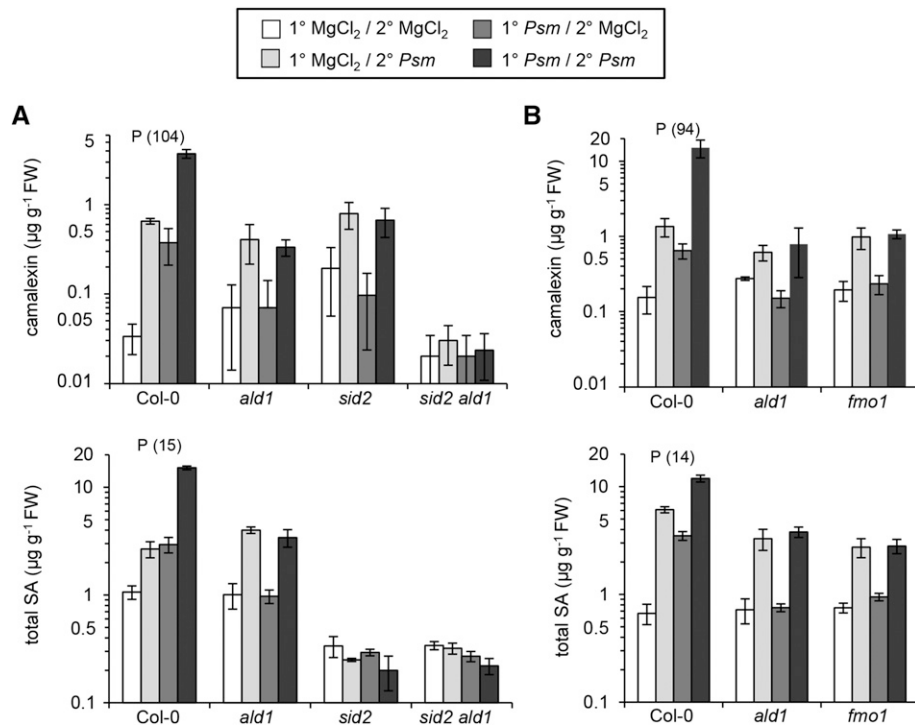 1° MgCl₂ / 2° MgCl₂
1° Psm / 2° MgCl₂
1° MgCl₂ / 2° Psm
1° Psm / 2° Psm
A
P (104)
camalexin (µg g⁻¹ FW)
5
1
0.5
0.1
0.05
0.01
Col-0
ald1
sid2
sid2 ald1
B
P (94)
camalexin (µg g⁻¹ FW)
20
10
5
1
0.5
0.1
0.01
Col-0
ald1
fmo1
P (15)
total SA (µg g⁻¹ FW)
20
10
5
1
0.5
0.1
Col-0
ald1
sid2
sid2 ald1
P (14)
total SA (µg g⁻¹ FW)
20
10
5
1
0.5
0.1
Col-0
ald1
fmo1